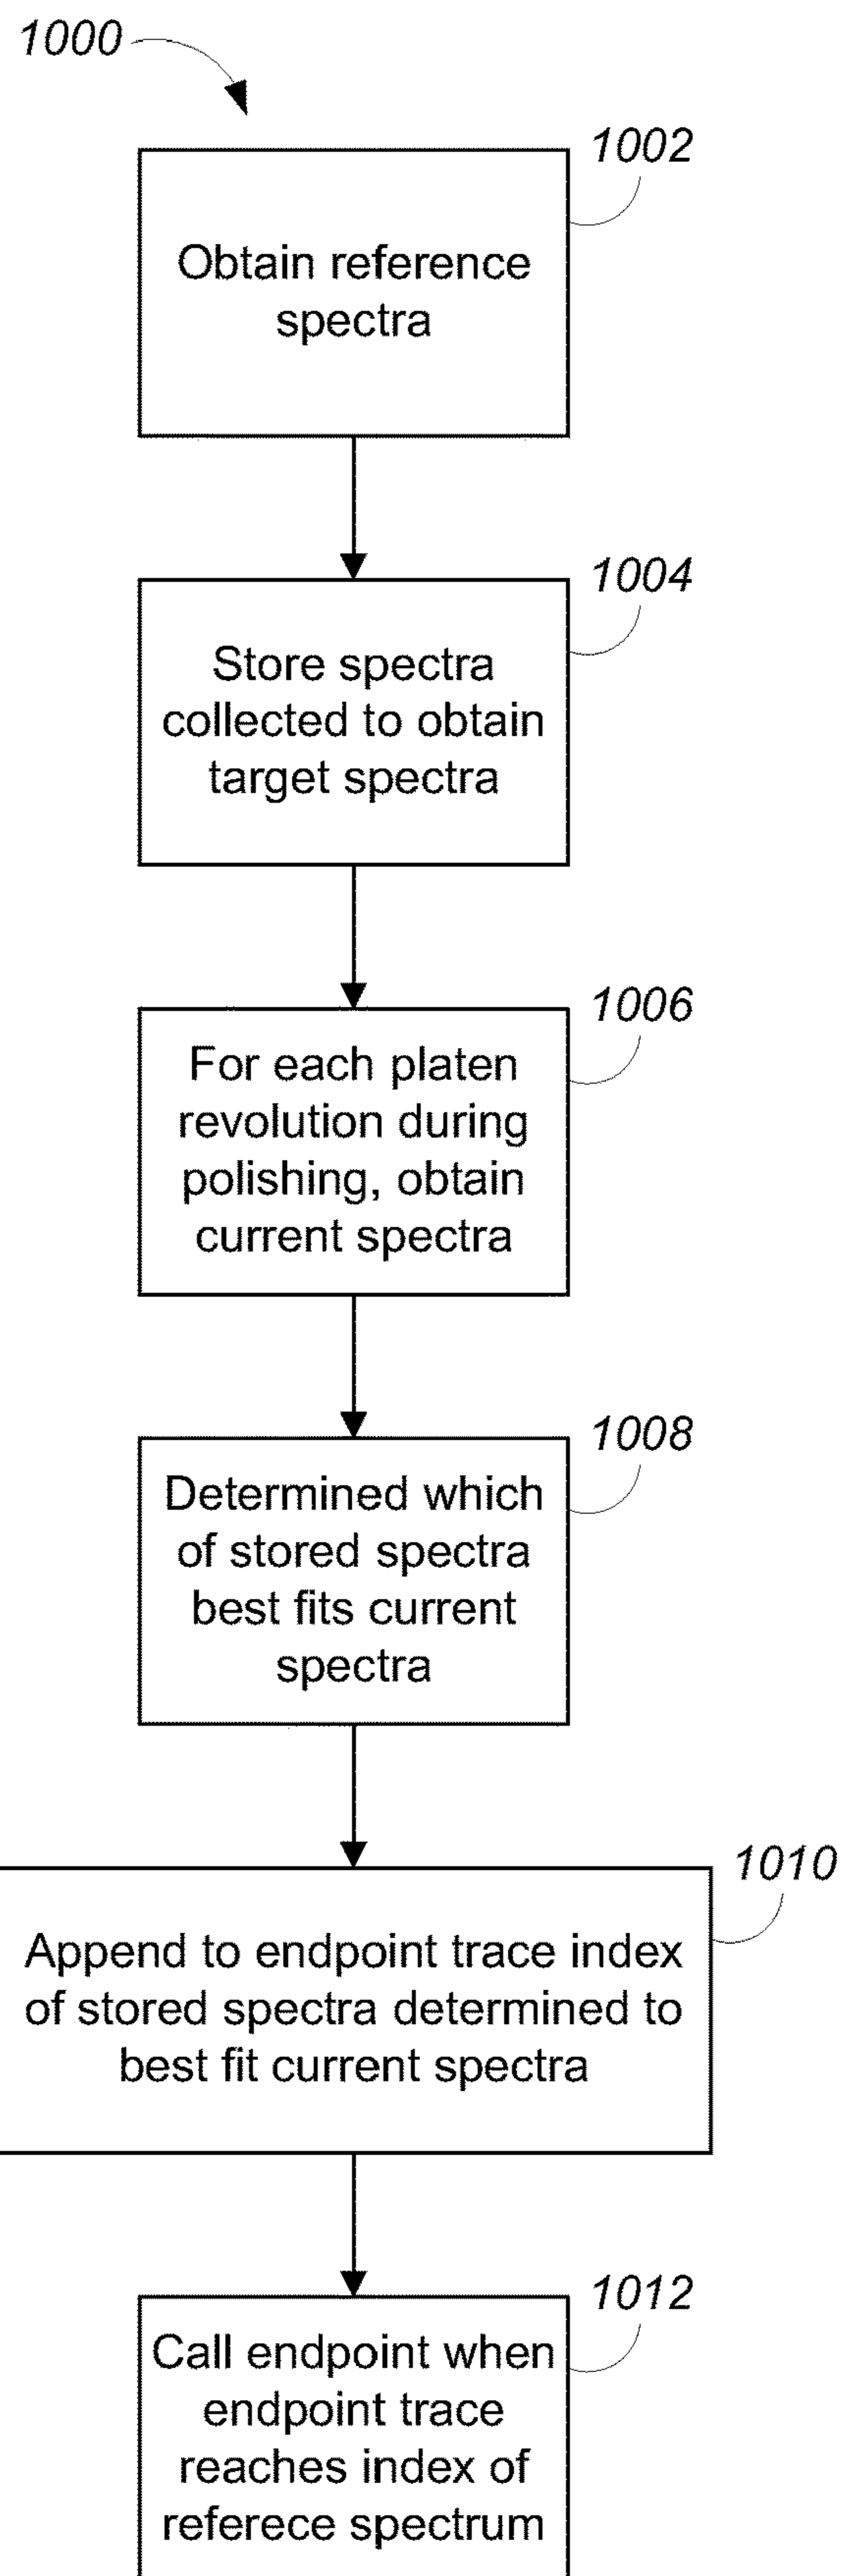 1000
1002
Obtain reference
spectra
1004
Store spectra
collected to obtain
target spectra
1006
For each platen
revolution during
polishing, obtain
current spectra
1008
Determined which
of stored spectra
best fits current
spectra
1010
Append to endpoint trace index
of stored spectra determined to
best fit current spectra
1012
Call endpoint when
endpoint trace
reaches index of
referece spectrum